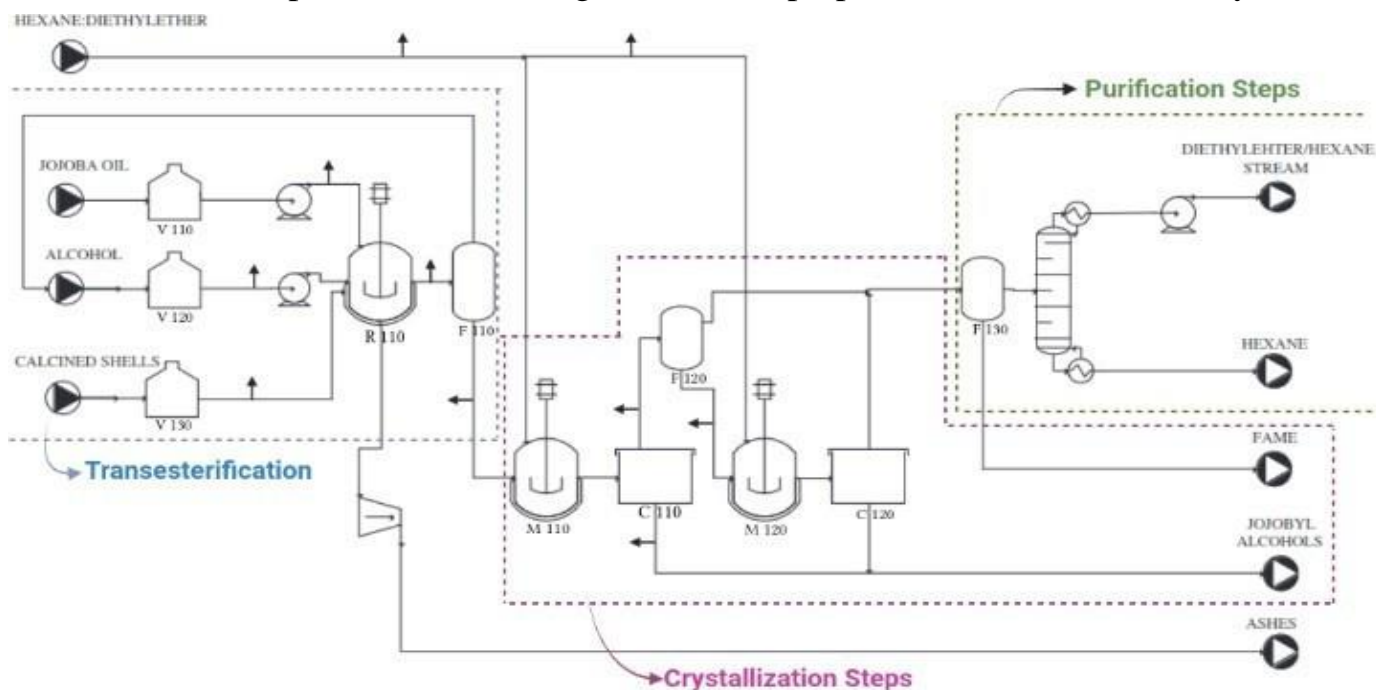 HEXANE:DIETHYLETHER
Purification Steps
JOJOBA OIL
DIETHYLEHTER/HEXANE
STREAM
V 110
ALCOHOL
V 120
R 110
F 110
F 130
CALCINED SHELLS
HEXANE
F 120
V 130
FAME
Transesterification
M 110
C 110
M 120
C 120
JOJOBYL
ALCOHOLS
ASHES
Crystallization Steps